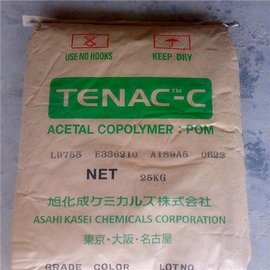 USE NO HOOKS KEEP DRY
TENAC™-C
ACETAL COPOLYMER : POM
LD755 E336210 A189A5 0622
NET 25KG
旭化成ケミカルズ株式会社
ASAHI KASEI CHEMICALS CORPORATION
東京・大阪・名古屋
GRADE COLOR LOTNO